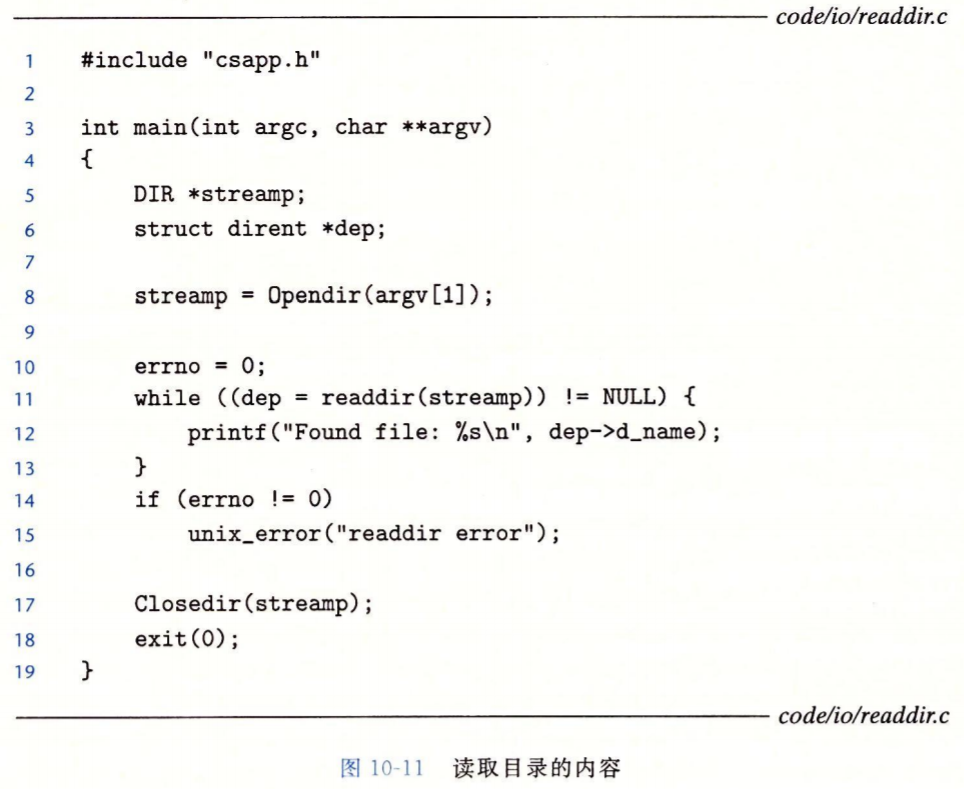 code/io/readdir.c
1 #include "csapp.h"
2
3 int main(int argc, char **argv)
4 {
5     DIR *streamp;
6     struct dirent *dep;
7
8     streamp = Opendir(argv[1]);
9
10     errno = 0;
11     while ((dep = readdir(streamp)) != NULL) {
12         printf("Found file: %s\n", dep->d_name);
13     }
14     if (errno != 0)
15         unix_error("readdir error");
16
17     Closedir(streamp);
18     exit(0);
19 }
code/io/readdir.c
图 10-11 读取目录的内容